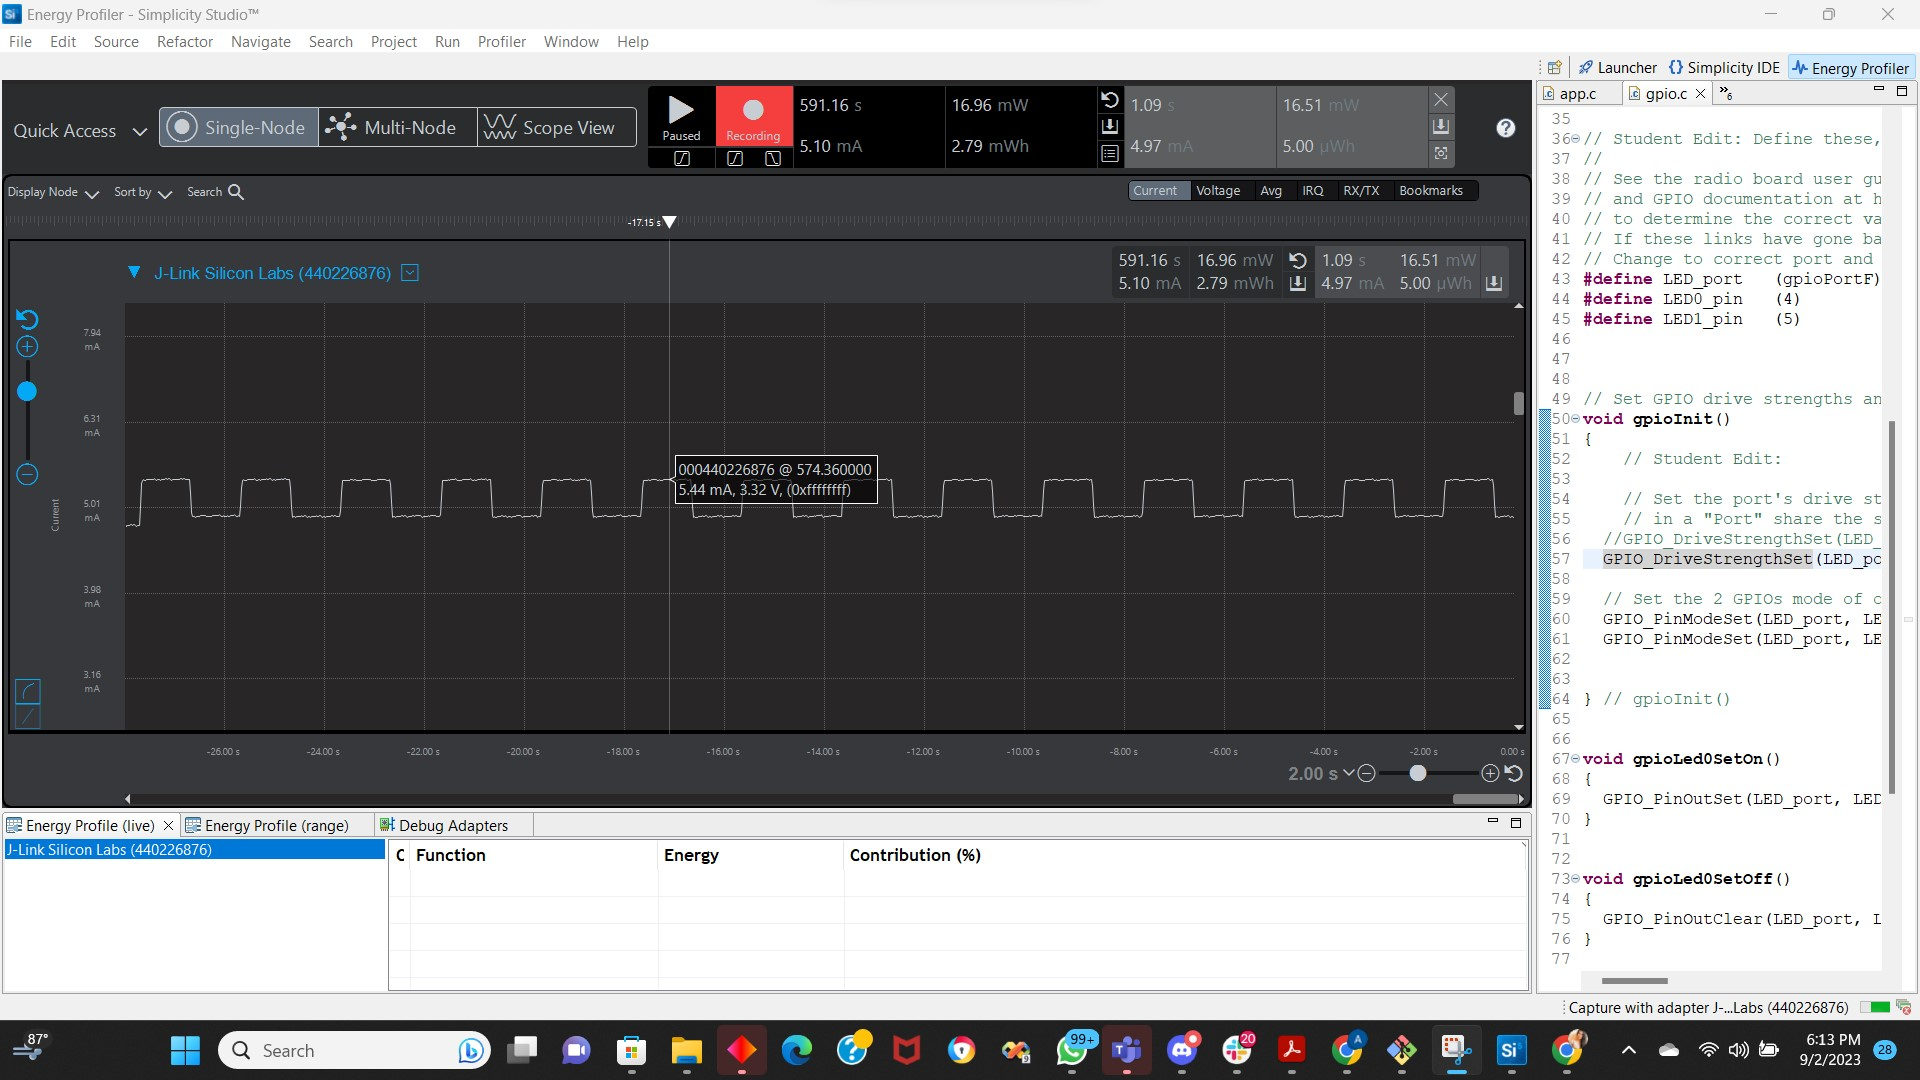 Energy Profiler - Simplicity Studio™
File Edit Source Refactor Navigate Search Project Run Profiler Window Help
Launcher Simplicity IDE Energy Profiler
Quick Access Single-Node Multi-Node Scope View
Paused Recording
591.16 s 16.96 mW 1.09 s 16.51 mW
5.10 mA 2.79 mWh 4.97 mA 5.00 µWh
Display Node Sort by Search
Current Voltage Avg IRQ RX/TX Bookmarks
-17.15 s
J-Link Silicon Labs (440226876)
591.16 s 16.96 mW 1.09 s 16.51 mW
5.10 mA 2.79 mWh 4.97 mA 5.00 µWh
7.94 mA
6.31 mA
5.01 mA
3.98 mA
3.16 mA
Current
000440226876 @ 574.360000
5.44 mA, 3.32 V, (0xffffffff)
-26.00 s -24.00 s -22.00 s -20.00 s -18.00 s -16.00 s -14.00 s -12.00 s -10.00 s -8.00 s -6.00 s -4.00 s -2.00 s 0.00 s
2.00 s
Energy Profile (live) Energy Profile (range) Debug Adapters
J-Link Silicon Labs (440226876)
C Function Energy Contribution (%)
app.c gpio.c »6
35
36 // Student Edit: Define these,
37 //
38 // See the radio board user gu
39 // and GPIO documentation at h
40 // to determine the correct va
41 // If these links have gone ba
42 // Change to correct port and
43 #define LED_port (gpioPortF)
44 #define LED0_pin (4)
45 #define LED1_pin (5)
46
47
48
49 // Set GPIO drive strengths an
50 void gpioInit()
51 {
52 // Student Edit:
53
54 // Set the port's drive st
55 // in a "Port" share the s
56 //GPIO_DriveStrengthSet(LED_
57 GPIO_DriveStrengthSet(LED_po
58
59 // Set the 2 GPIOs mode of o
60 GPIO_PinModeSet(LED_port, LE
61 GPIO_PinModeSet(LED_port, LE
62
63
64 } // gpioInit()
65
66
67 void gpioLed0SetOn()
68 {
69 GPIO_PinOutSet(LED_port, LED
70 }
71
72
73 void gpioLed0SetOff()
74 {
75 GPIO_PinOutClear(LED_port, L
76 }
77
Capture with adapter J-...Labs (440226876)
87°
Search
99+
20
6:13 PM
9/2/2023
28